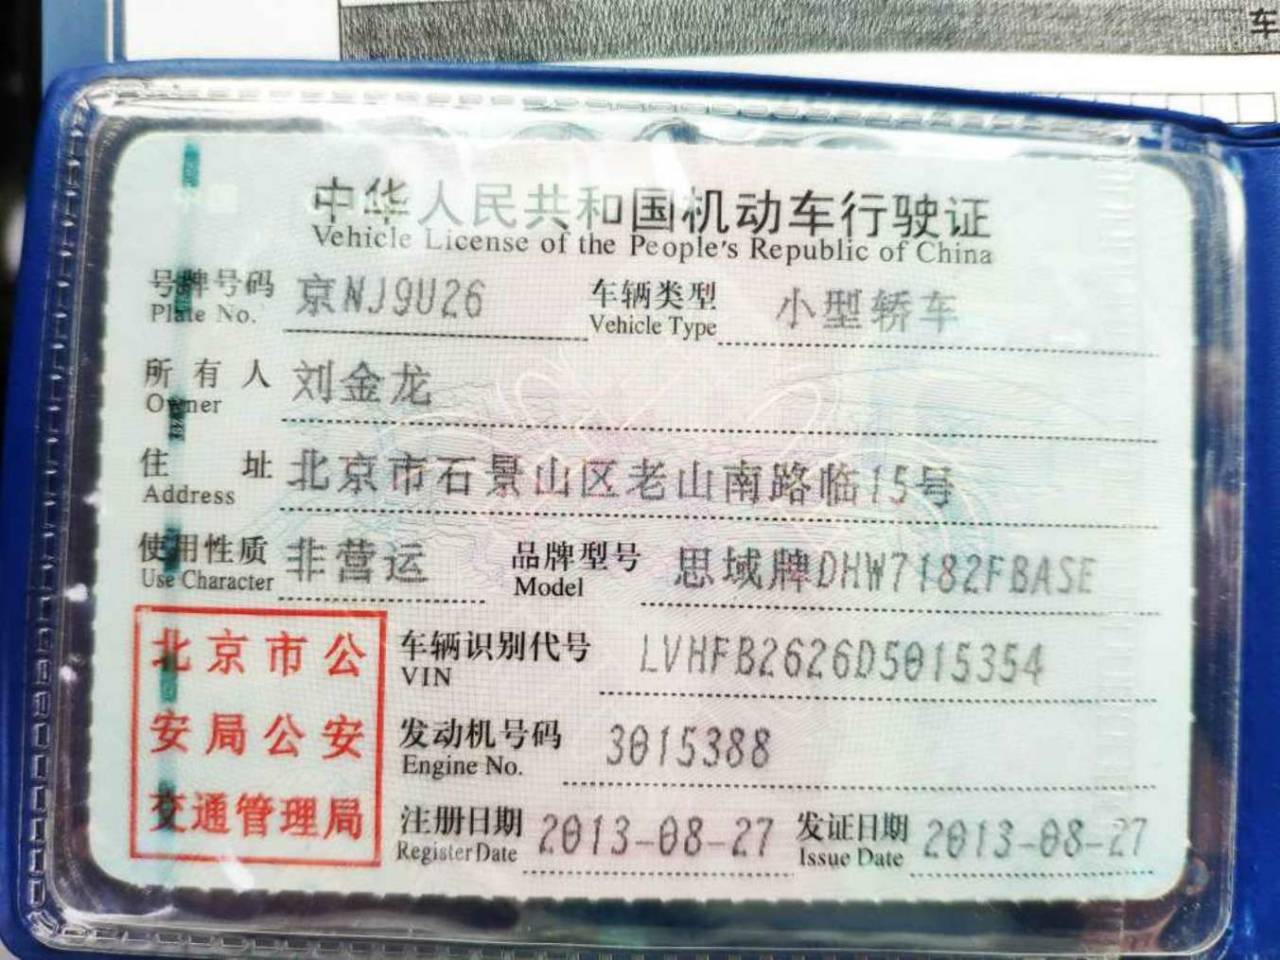 车
中华人民共和国机动车行驶证
Vehicle License of the People's Republic of China
号牌号码 京NJ9U26 车辆类型 小型轿车
Plate No. Vehicle Type
所有人 刘金龙
Owner
住址 北京市石景山区老山南路临15号
Address
使用性质 非营运 品牌型号 思域牌DHW7182FBASE
Use Character Model
北京市公 车辆识别代号 LVHFB2626D5015354
VIN
安局公安 发动机号码 3015388
Engine No.
交通管理局 注册日期 2013-08-27 发证日期 2013-08-27
Register Date Issue Date